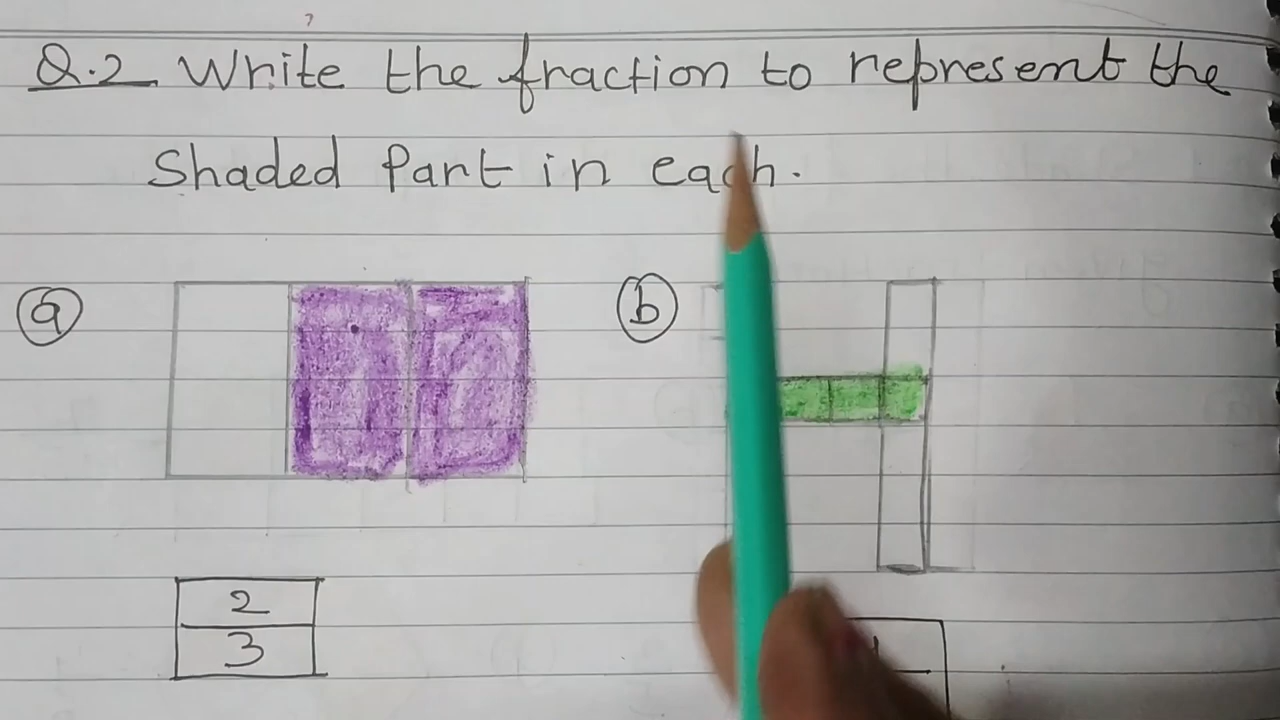 Q.2 Write the fraction to represent the
Shaded Part in each.
a
b
2
3